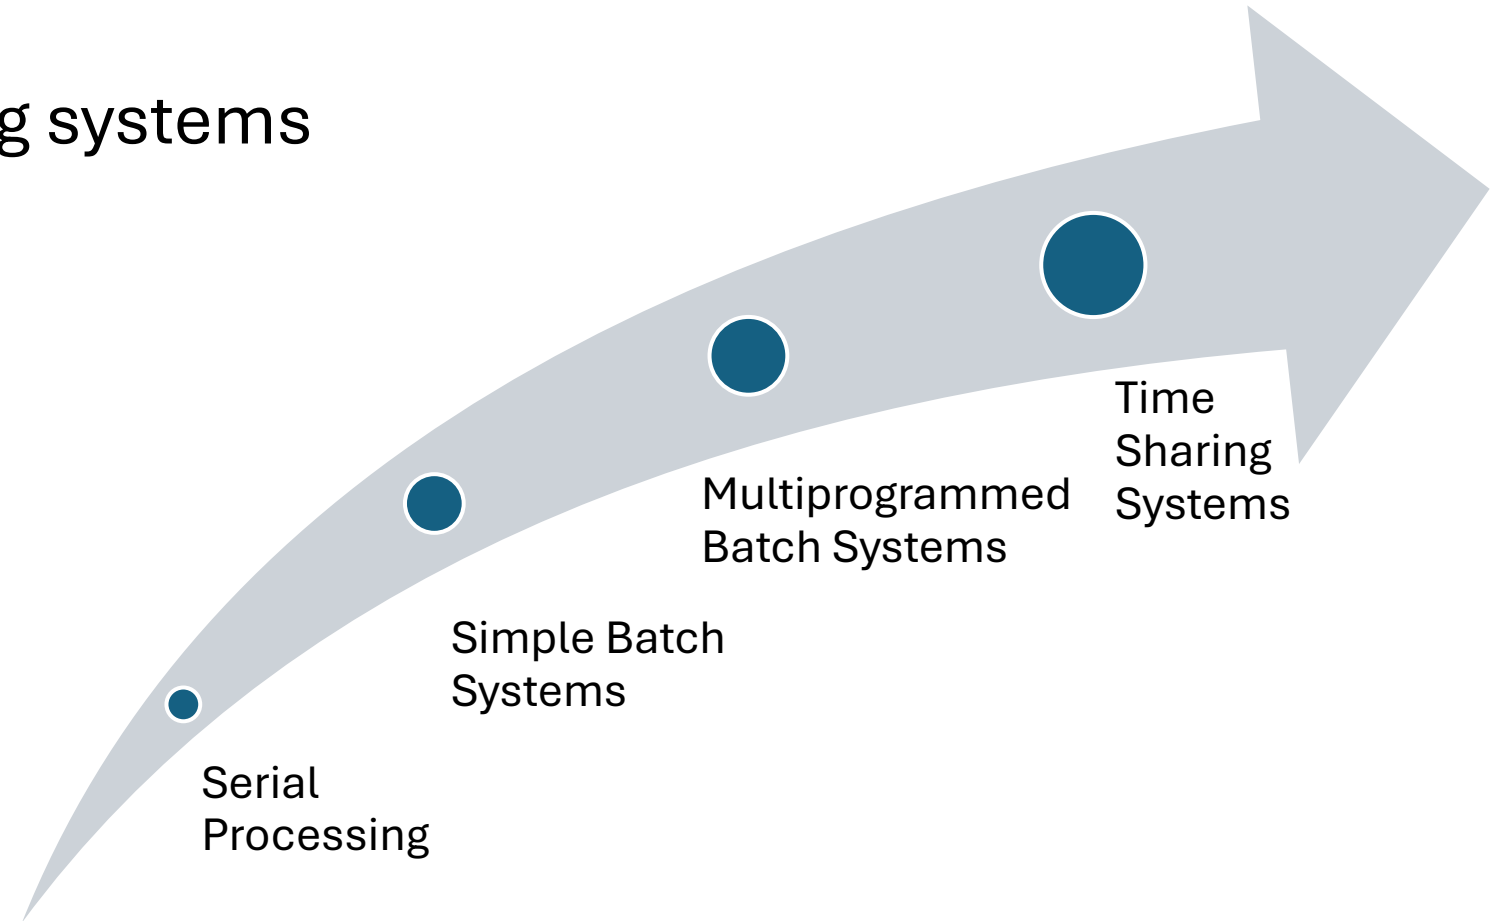 g systems
Time
Sharing
Systems
Multiprogrammed
Batch Systems
Simple Batch
Systems
Serial
Processing